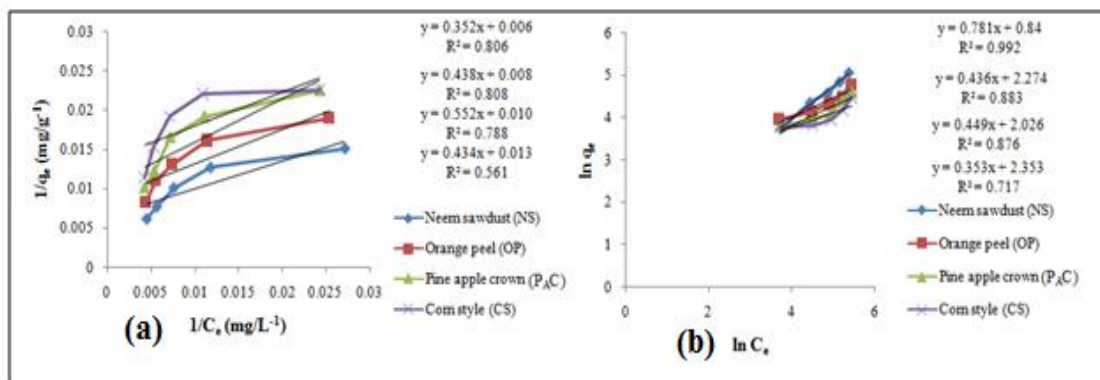 0.03
0.025
0.02
0.015
0.01
0.005
0
1/qe (mg/g-1)
0 0.005 0.01 0.015 0.02 0.025 0.03
1/Ce (mg/L-1)
(a)
y = 0.352x + 0.006
R² = 0.806
y = 0.438x + 0.008
R² = 0.808
y = 0.552x + 0.010
R² = 0.788
y = 0.434x + 0.013
R² = 0.561
Neem sawdust (NS)
Orange peel (OP)
Pine apple crown (PAC)
Corn style (CS)
6
5
4
3
2
1
0
ln qe
0 2 4 6
ln Ce
(b)
y = 0.781x + 0.84
R² = 0.992
y = 0.436x + 2.274
R² = 0.883
y = 0.449x + 2.026
R² = 0.876
y = 0.353x + 2.353
R² = 0.717
Neem sawdust (NS)
Orange peel (OP)
Pine apple crown (PAC)
Corn style (CS)